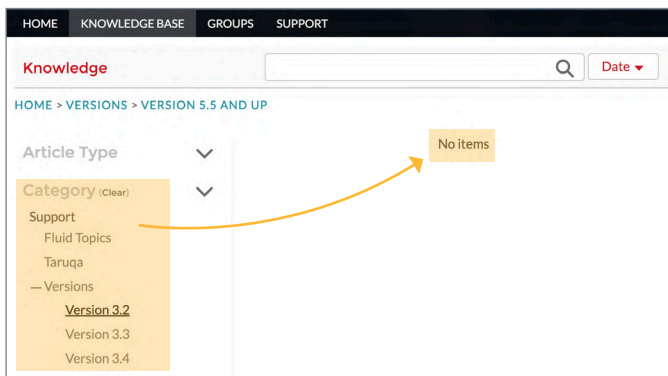 HOME KNOWLEDGE BASE GROUPS SUPPORT
Knowledge
Date
HOME > VERSIONS > VERSION 5.5 AND UP
Article Type
No items
Category (Clear)
Support
Fluid Topics
Taruqa
— Versions
Version 3.2
Version 3.3
Version 3.4